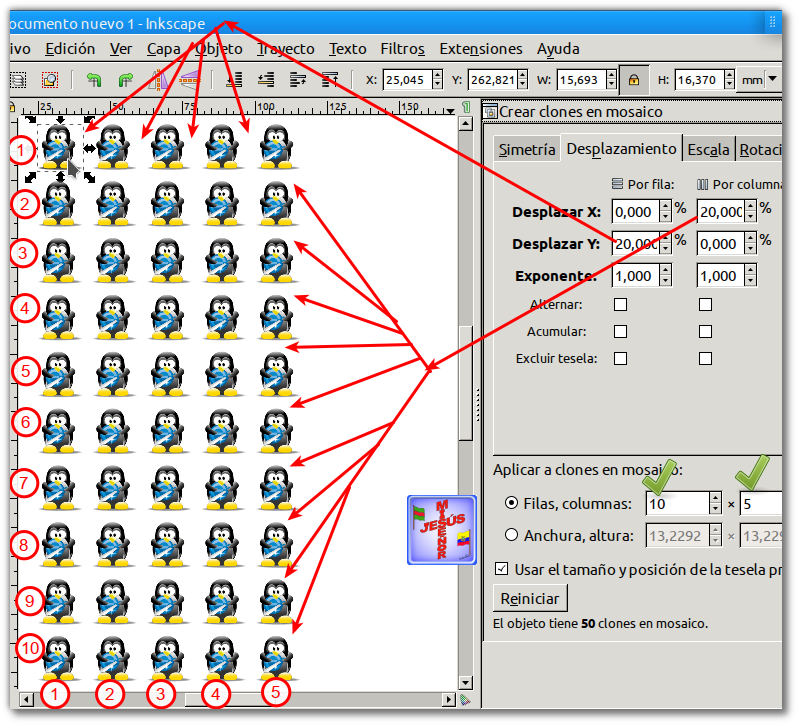 ocumento nuevo 1 - Inkscape
ivo Edición Ver Capa Objeto Trayecto Texto Filtros Extensiones Ayuda
X: 25,045 Y: 262,821 W: 15,693 H: 16,370 mm
25 50 75 100 125 150
Crear clones en mosaico
Simetría Desplazamiento Escala Rotaci
Por fila: Por column
Desplazar X: 0,000 % 20,000 %
Desplazar Y: 20,000 % 0,000 %
Exponente: 1,000 1,000
Alternar:
Acumular:
Excluir tesela:
Aplicar a clones en mosaico:
Filas, columnas: 10 × 5
Anchura, altura: 13,2292 × 13,229
Usar el tamaño y posición de la tesela pr
Reiniciar
El objeto tiene 50 clones en mosaico.
1
2
3
4
5
6
7
8
9
10
1 2 3 4 5
JESÚS